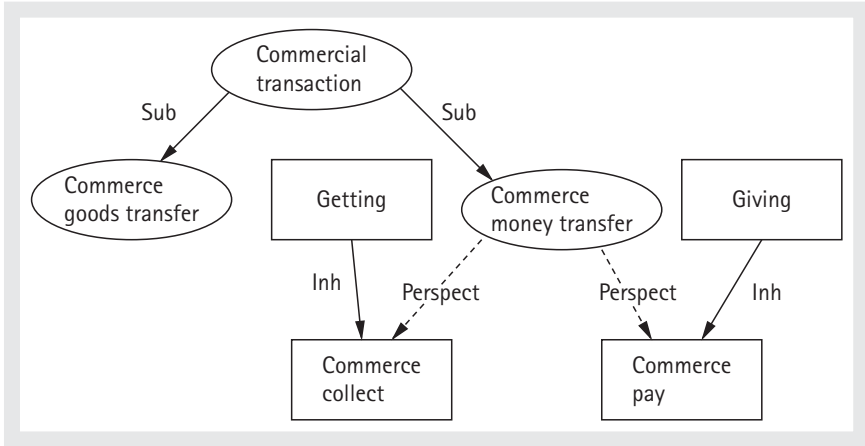 Commercial
transaction
Sub
Sub
Commerce
goods transfer
Getting
Commerce
money transfer
Giving
Inh
Perspect
Perspect
Inh
Commerce
collect
Commerce
pay